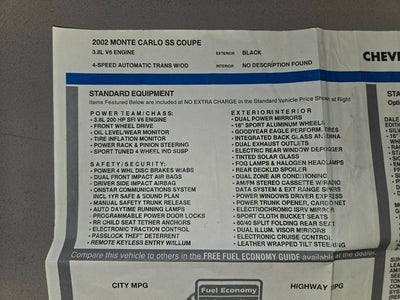 2002 MONTE CARLO SS COUPE
3.8L V6 ENGINE
EXTERIOR BLACK
4-SPEED AUTOMATIC TRANS W/OD
INTERIOR NO DESCRIPTION FOUND
CHEV
STANDARD EQUIPMENT
Items Featured Below are Included at NO EXTRA CHARGE in the Standard Vehicle Price Shown at Right
POWER TEAM/CHASS:
• 3.8L 200 HP SFI V6 ENGINE
• FRONT WHEEL DRIVE
• OIL LEVEL/WEAR MONITOR
• TIRE INFLATION MONITOR
• POWER RACK & PINION STEERING
• SPORT TUNED 4 WHEEL IND SUSP
SAFETY/SECURITY:
• POWER 4 WHL DISC BRAKES W/ABS
• DUAL FRONT IMPACT AIR BAGS
• DRIVER SIDE IMPACT AIRBAG
• ONSTAR COMMUNICATIONS SYSTEM
INCL 1YR SAFE & SOUND PLAN
• MANUAL SAFETY TRUNK RELEASE
• AUTO DAYTIME RUNNING LAMPS
• PROGRAMMABLE POWER DOOR LOCKS
• RR CHILD SEAT TETHER ANCHORS
• ELECTRONIC TRACTION CONTROL
• PASSLOCK THEFT DETERRENT
• REMOTE KEYLESS ENTRY W/ILLUM
EXTERIOR/INTERIOR
• DUAL POWER MIRRORS
• 16" SPORT ALUMINUM WHEELS
• GOODYEAR EAGLE PERFORM. TIRES
• INTEGRATED BACK GLASS ANTENNA
• DUAL EXHAUST OUTLETS
• ELECTRIC REAR WINDOW DEFOGGER
• TINTED SOLAR GLASS
• FOG LAMPS & HALOGEN HEADLAMPS
• REAR DECKLID SPOILER
• DUAL ZONE AIR CONDITIONING
• AM/FM STEREO CASSETTE W/RADIO
DATA SYSTEM & EXT RANGE SPKRS
• POWER WINDOWS DRIVER EXPRESS
• POWER TRUNK OPENER, CARGO NET
• ELECTROCHROMIC ISRV MIRROR
• SPORT CLOTH BUCKET SEATS
• 60/40 SPLIT FOLDING REAR SEAT
• DUAL ILLUM. VISOR MIRRORS
• ELECTRONIC CRUISE CONTROL
• LEATHER WRAPPED TILT STEERING
Compare this vehicle to others in the FREE FUEL ECONOMY GUIDE available at the dealer.
CITY MPG
Fuel Economy
HIGHWAY MPG